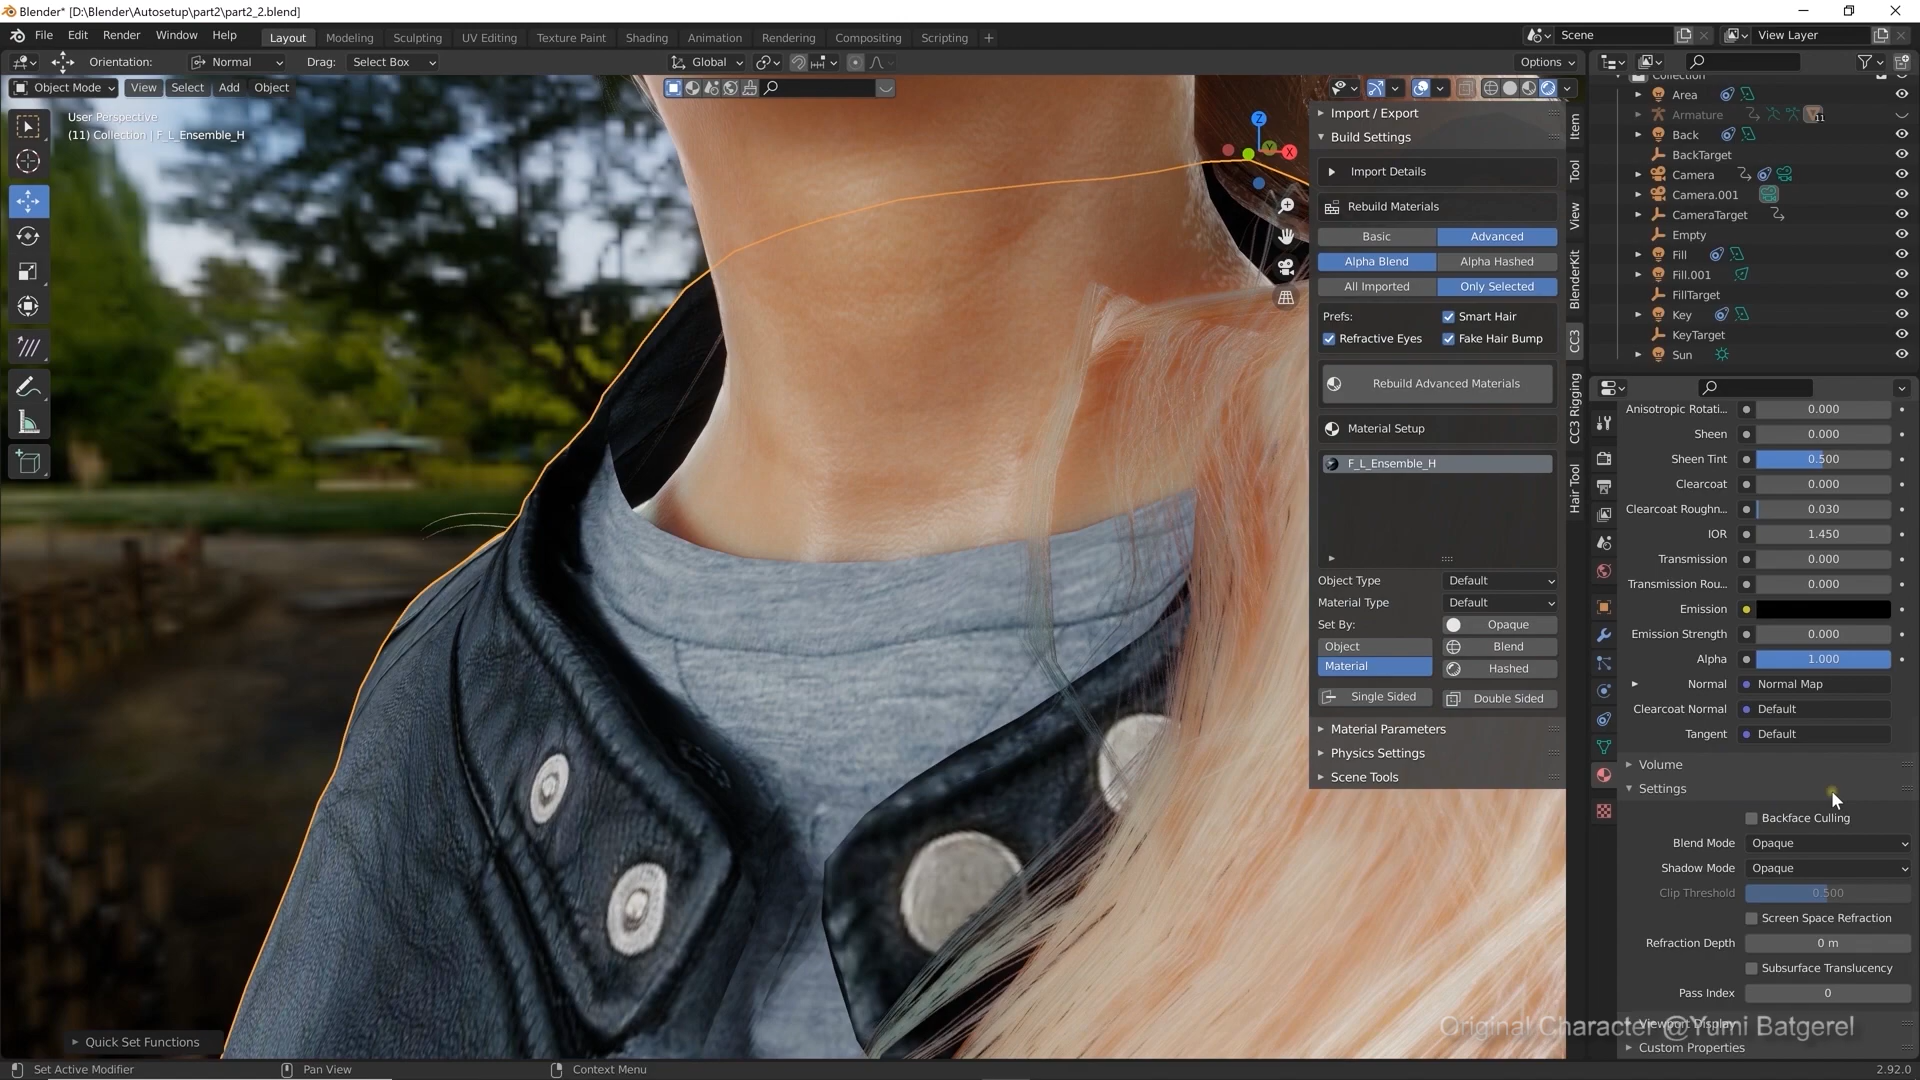 Blender* [D:\Blender\Autosetup\part2\part2_2.blend]
File Edit Render Window Help Layout Modeling Sculpting UV Editing Texture Paint Shading Animation Rendering Compositing Scripting + Scene View Layer
Orientation: Normal Drag: Select Box Global Options
Object Mode View Select Add Object
User Perspective
(11) Collection | F_L_Ensemble_H
Z
Y
X
Import / Export
Build Settings
Import Details
Rebuild Materials
Basic Advanced
Alpha Blend Alpha Hashed
All Imported Only Selected
Prefs: Smart Hair
Refractive Eyes Fake Hair Bump
Rebuild Advanced Materials
Material Setup
F_L_Ensemble_H
Object Type Default
Material Type Default
Set By: Opaque
Object Blend
Material Hashed
Single Sided Double Sided
Material Parameters
Physics Settings
Scene Tools
Item
Tool
View
BlenderKit
CC3
CC3 Rigging
Hair Tool
Collection
Area
Armature 11
Back
BackTarget
Camera
Camera.001
CameraTarget
Empty
Fill
Fill.001
FillTarget
Key
KeyTarget
Sun
Anisotropic Rotati... 0.000
Sheen 0.000
Sheen Tint 0.500
Clearcoat 0.000
Clearcoat Roughn... 0.030
IOR 1.450
Transmission 0.000
Transmission Rou... 0.000
Emission
Emission Strength 0.000
Alpha 1.000
Normal Normal Map
Clearcoat Normal Default
Tangent Default
Volume
Settings
Backface Culling
Blend Mode Opaque
Shadow Mode Opaque
Clip Threshold 0.500
Screen Space Refraction
Refraction Depth 0 m
Subsurface Translucency
Pass Index 0
Viewport Display
Original Character @Yumi Batgerel
Custom Properties
Quick Set Functions
Set Active Modifier Pan View Context Menu 2.92.0